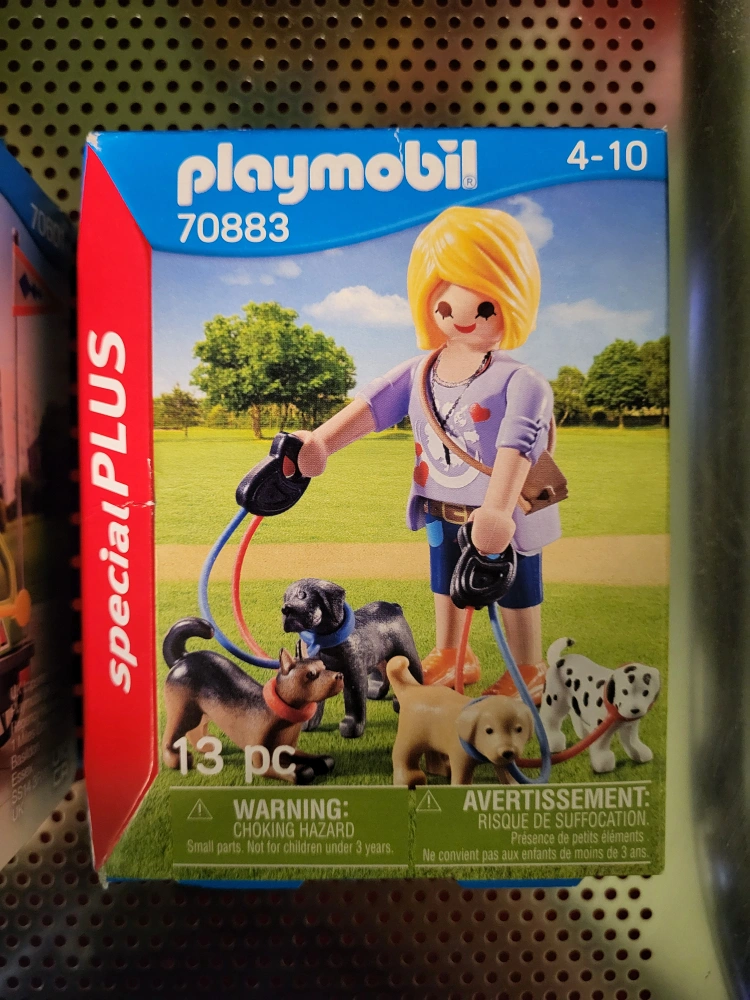 playmobil®
4-10
70883
specialPLUS
13 pc
WARNING:
CHOKING HAZARD
Small parts. Not for children under 3 years.
AVERTISSEMENT:
RISQUE DE SUFFOCATION.
Présence de petits éléments.
Ne convient pas aux enfants de moins de 3 ans.